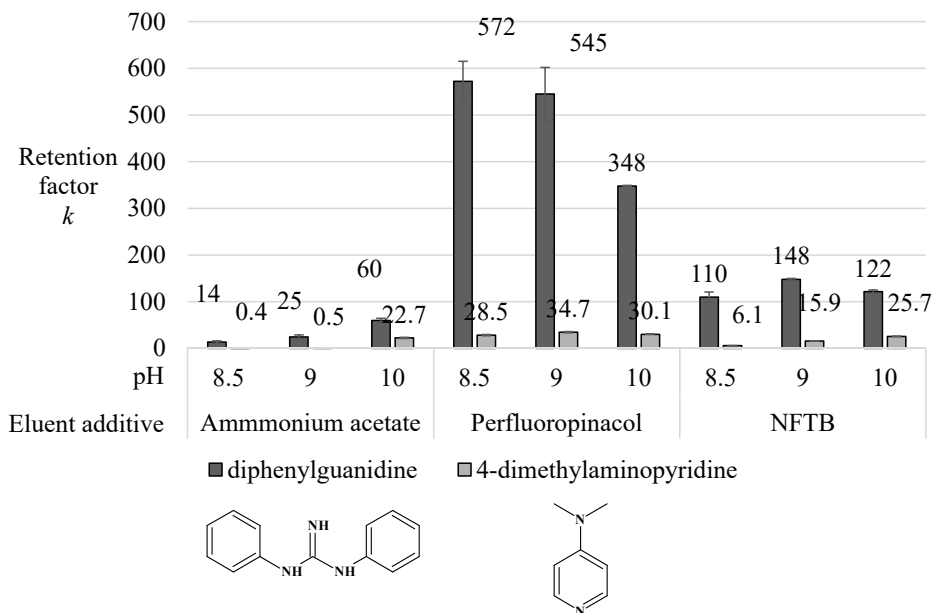 700
600
500
400
300
200
100
0
Retention
factor
k
572
545
348
14
25
60
0.4
0.5
22.7
28.5
34.7
30.1
110
148
122
6.1
15.9
25.7
pH 8.5 9 10 8.5 9 10 8.5 9 10
Eluent additive Ammmonium acetate Perfluoropinacol NFTB
diphenylguanidine 4-dimethylaminopyridine
NH
NH NH
N
N